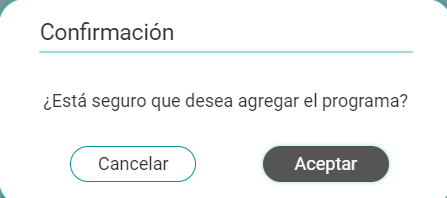 Confirmación
¿Está seguro que desea agregar el programa?
Cancelar
Aceptar